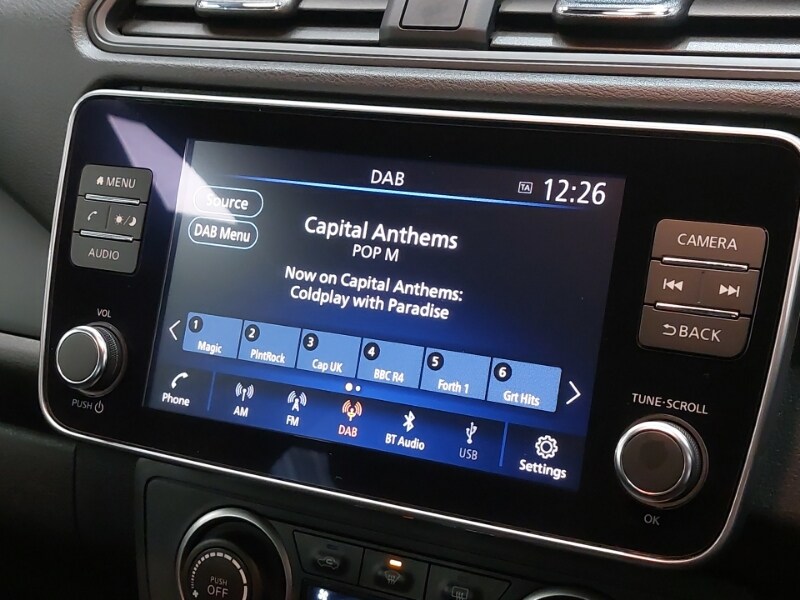 DAB
TA 12:26
Source
DAB Menu
Capital Anthems
POP M
Now on Capital Anthems:
Coldplay with Paradise
1 Magic
2 PlntRock
3 Cap UK
4 BBC R4
5 Forth 1
6 Grt Hits
Phone
AM
FM
DAB
BT Audio
USB
Settings
MENU
AUDIO
VOL
PUSH
CAMERA
BACK
TUNE·SCROLL
OK
PUSH
OFF